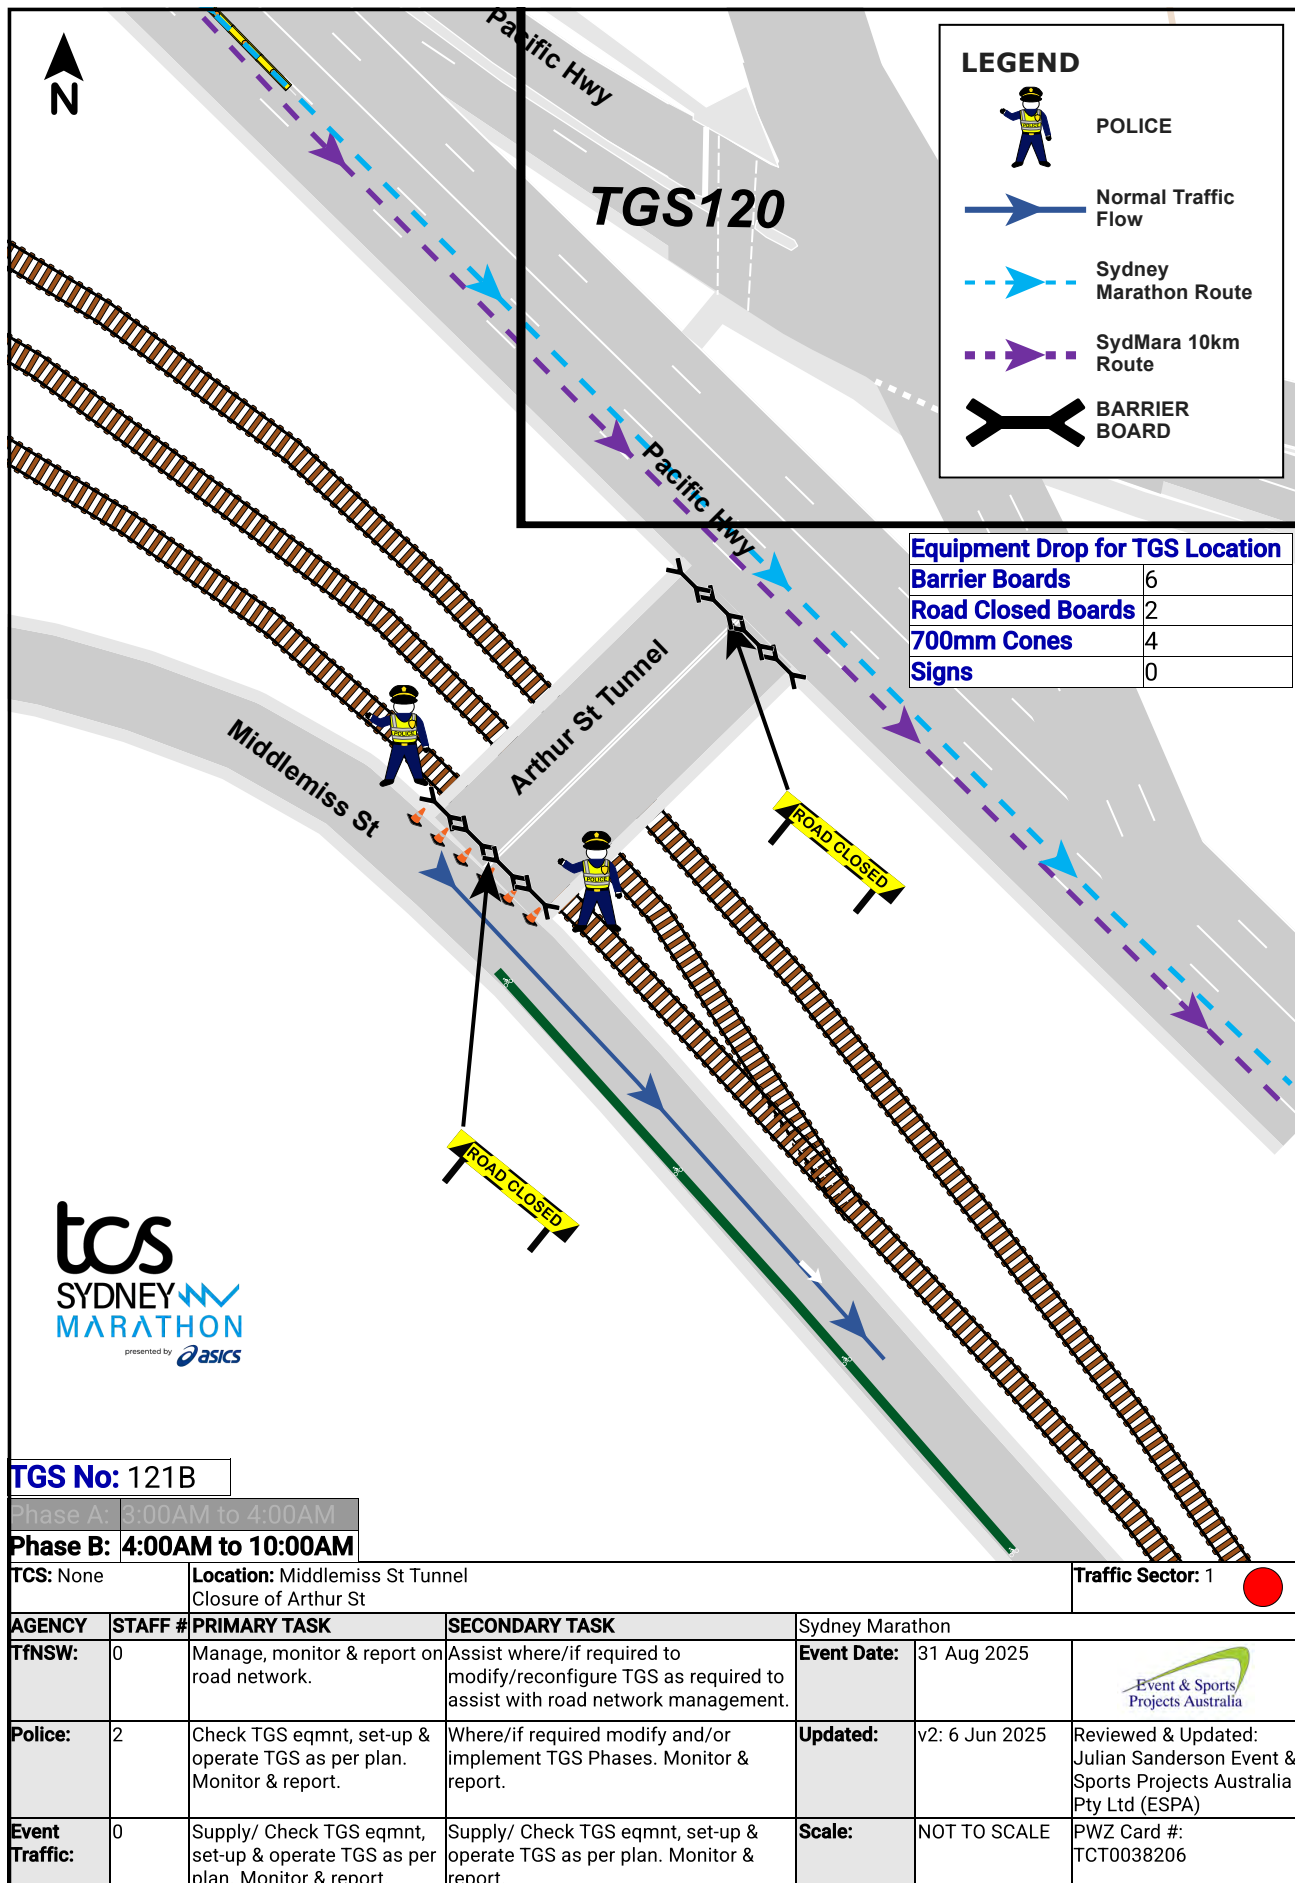 Pacific Hwy
N
TGS120
LEGEND
POLICE
POLICE
Normal Traffic
Flow
Sydney
Marathon Route
SydMara 10km
Route
BARRIER
BOARD
Pacific Hwy
Equipment Drop for TGS Location
Barrier Boards 6
Road Closed Boards 2
700mm Cones 4
Signs 0
Arthur St Tunnel
Middlemiss St
POLICE
POLICE
ROAD CLOSED
ROAD CLOSED
tcs
SYDNEY
MARATHON
presented by asics
TGS No: 121B
Phase A: 3:00AM to 4:00AM
Phase B: 4:00AM to 10:00AM
TCS: None
Location: Middlemiss St Tunnel
Closure of Arthur St
Traffic Sector: 1
AGENCY STAFF # PRIMARY TASK SECONDARY TASK Sydney Marathon
TfNSW: 0
Manage, monitor & report on
road network.
Assist where/if required to
modify/reconfigure TGS as required to
assist with road network management.
Event Date: 31 Aug 2025
Event & Sports
Projects Australia
Police: 2
Check TGS eqmnt, set-up &
operate TGS as per plan.
Monitor & report.
Where/if required modify and/or
implement TGS Phases. Monitor &
report.
Updated: v2: 6 Jun 2025
Reviewed & Updated:
Julian Sanderson Event &
Sports Projects Australia
Pty Ltd (ESPA)
Event
Traffic:
0
Supply/ Check TGS eqmnt,
set-up & operate TGS as per
plan. Monitor & report
Supply/ Check TGS eqmnt, set-up &
operate TGS as per plan. Monitor &
report
Scale: NOT TO SCALE
PWZ Card #:
TCT0038206